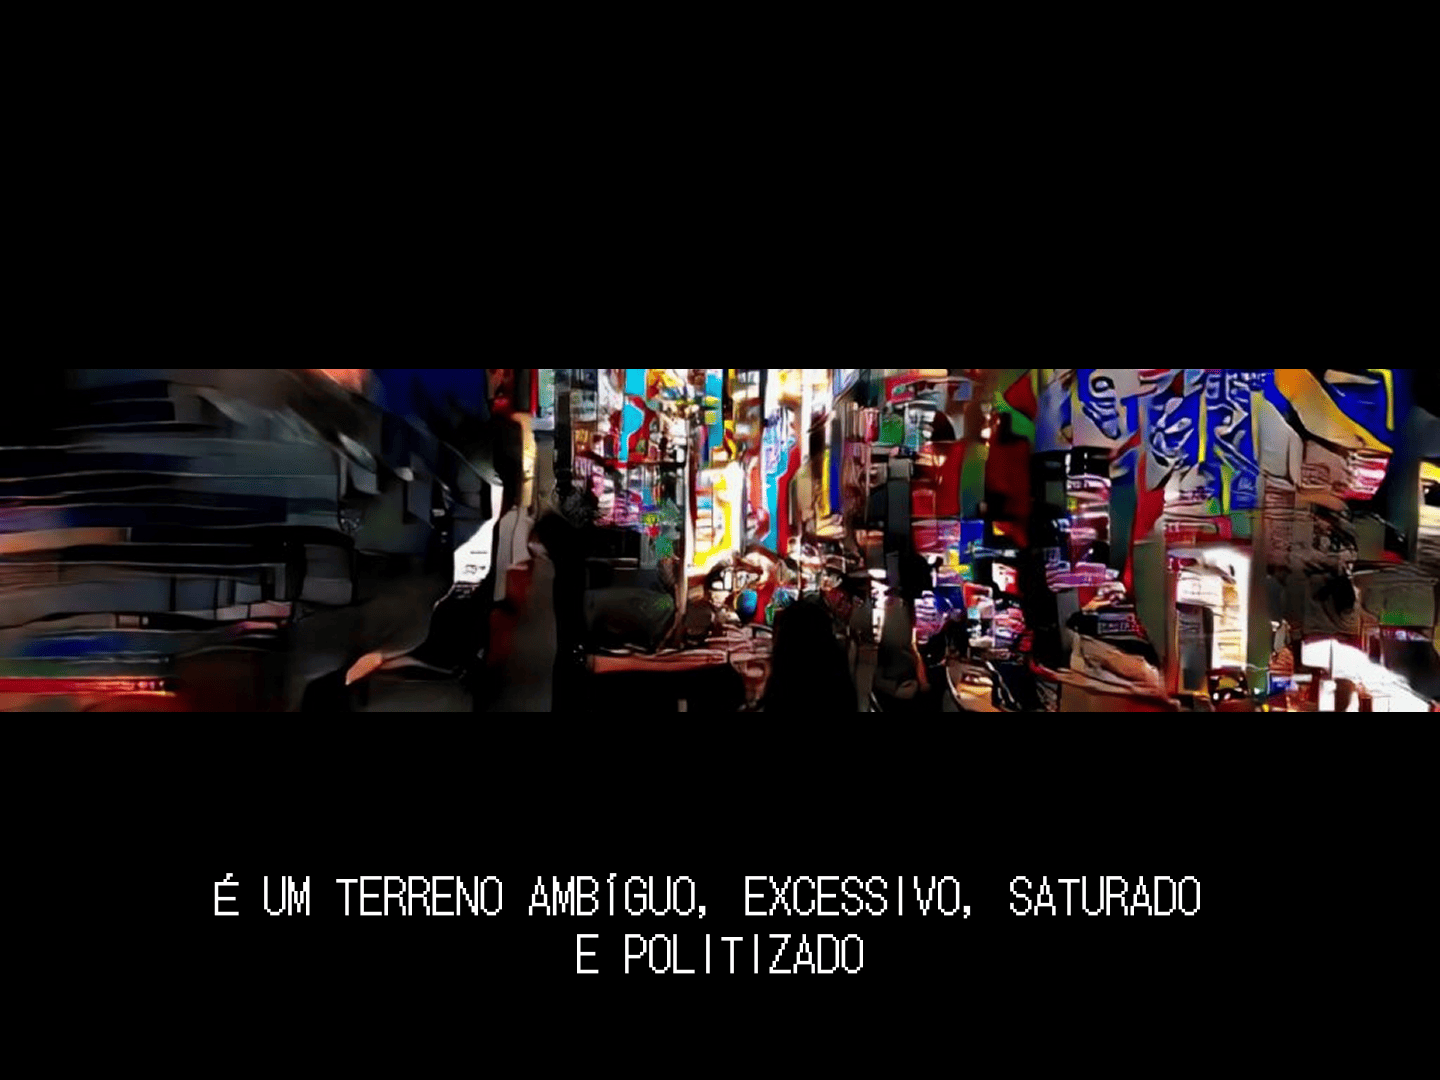 É UM TERRENO AMBÍGUO, EXCESSIVO, SATURADO
E POLITIZADO